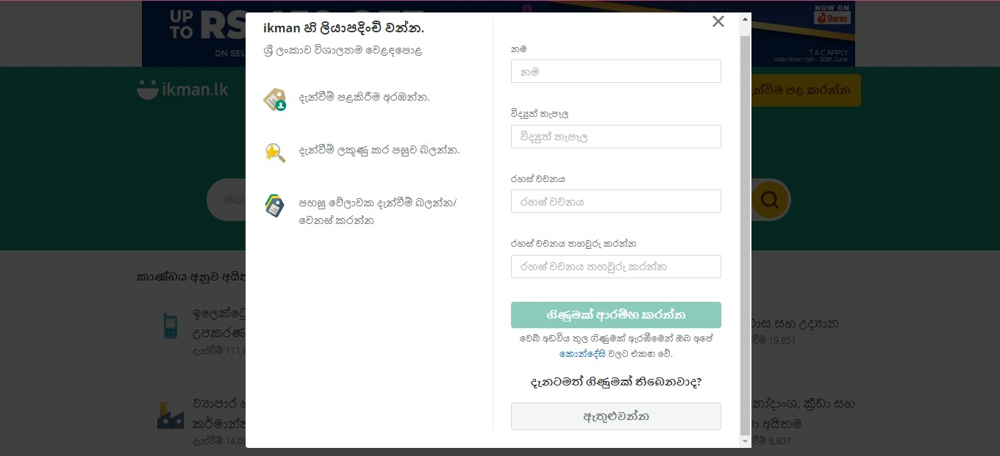 UP
TO RS
ON SEL
NOW ON
Daraz
T & C APPLY
Valid from 15th - 30th June
ikman.lk
න්වීම පළ කරන්න
ඔබ
ikman හි ලියාපදිංචි වන්න.
ශ්‍රී ලංකාව විශාලතම වෙළඳපොළ
දැන්වීම් පළකිරීම අරඹන්න.
දැන්වීම් ලකුණු කර පසුව බලන්න.
පහසු වේලාවක දැන්වීම් බලන්න/
වෙනස් කරන්න
නම
නම
විද්‍යුත් තැපෑල
විද්‍යුත් තැපෑල
රහස් වචනය
රහස් වචනය
රහස් වචනය තහවුරු කරන්න
රහස් වචනය තහවුරු කරන්න
ගිණුමක් ආරම්භ කරන්න
වෙබ් අඩවිය තුල ගිණුමක් ඇරඹීමෙන් ඔබ අපේ
කොන්දේසි වලට එකඟ වේ.
දැනටමත් ගිණුමක් තිබෙනවාද?
ඇතුළුවන්න
කාණ්ඩය අනුව අයිත
ඉලෙක්ට්‍රෝ
උපකරණ
දැන්වීම් 111,6
ව්‍යාපාර
කර්මාන්ත
දැන්වීම් 14,09
වාස සහ උද්‍යාන
වීම් 19,851
නෝදාංශ, ක්‍රීඩා සහ
ා අයිතම
වීම් 8,807